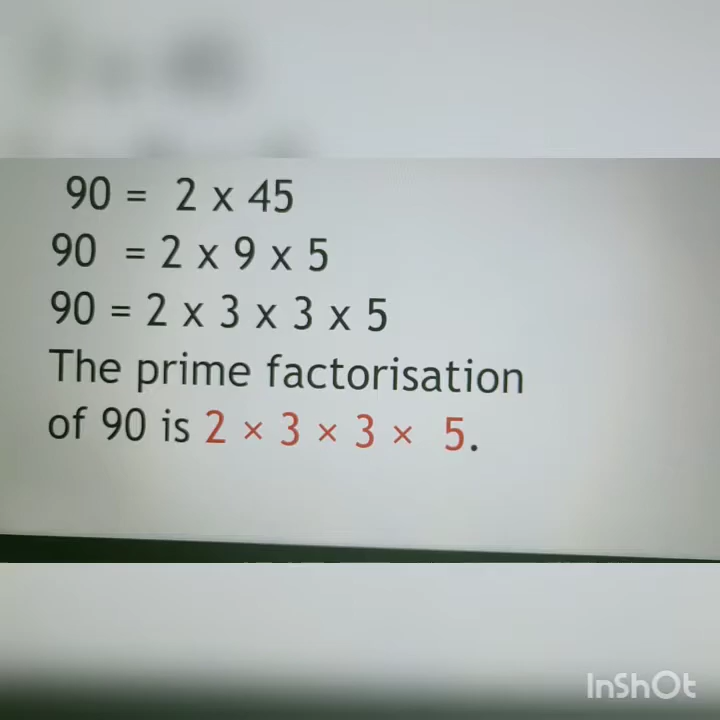 90 = 2 x 45
90 = 2 x 9 x 5
90 = 2 x 3 x 3 x 5
The prime factorisation
of 90 is 2 × 3 × 3 × 5.
InShOt